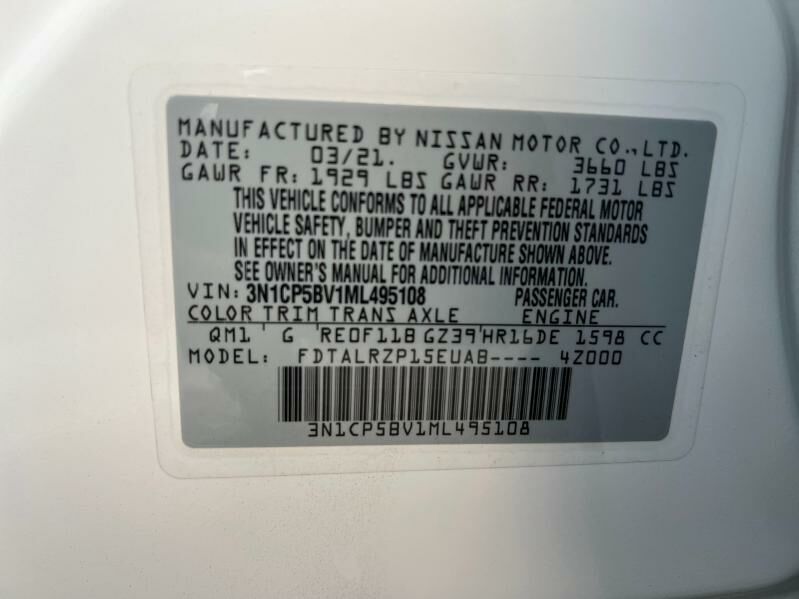 MANUFACTURED BY NISSAN MOTOR CO.,LTD.
DATE: 03/21. GVWR: 3660 LBS
GAWR FR: 1929 LBS GAWR RR: 1731 LBS
THIS VEHICLE CONFORMS TO ALL APPLICABLE FEDERAL MOTOR
VEHICLE SAFETY, BUMPER AND THEFT PREVENTION STANDARDS
IN EFFECT ON THE DATE OF MANUFACTURE SHOWN ABOVE.
SEE OWNER'S MANUAL FOR ADDITIONAL INFORMATION.
VIN: 3N1CP5BV1ML495108 PASSENGER CAR.
COLOR TRIM TRANS AXLE ENGINE
QM1 G RE0F11B GZ39 HR16DE 1598 CC
MODEL: FDTALRZP15EUAB---- 4Z000
3N1CP5BV1ML495108